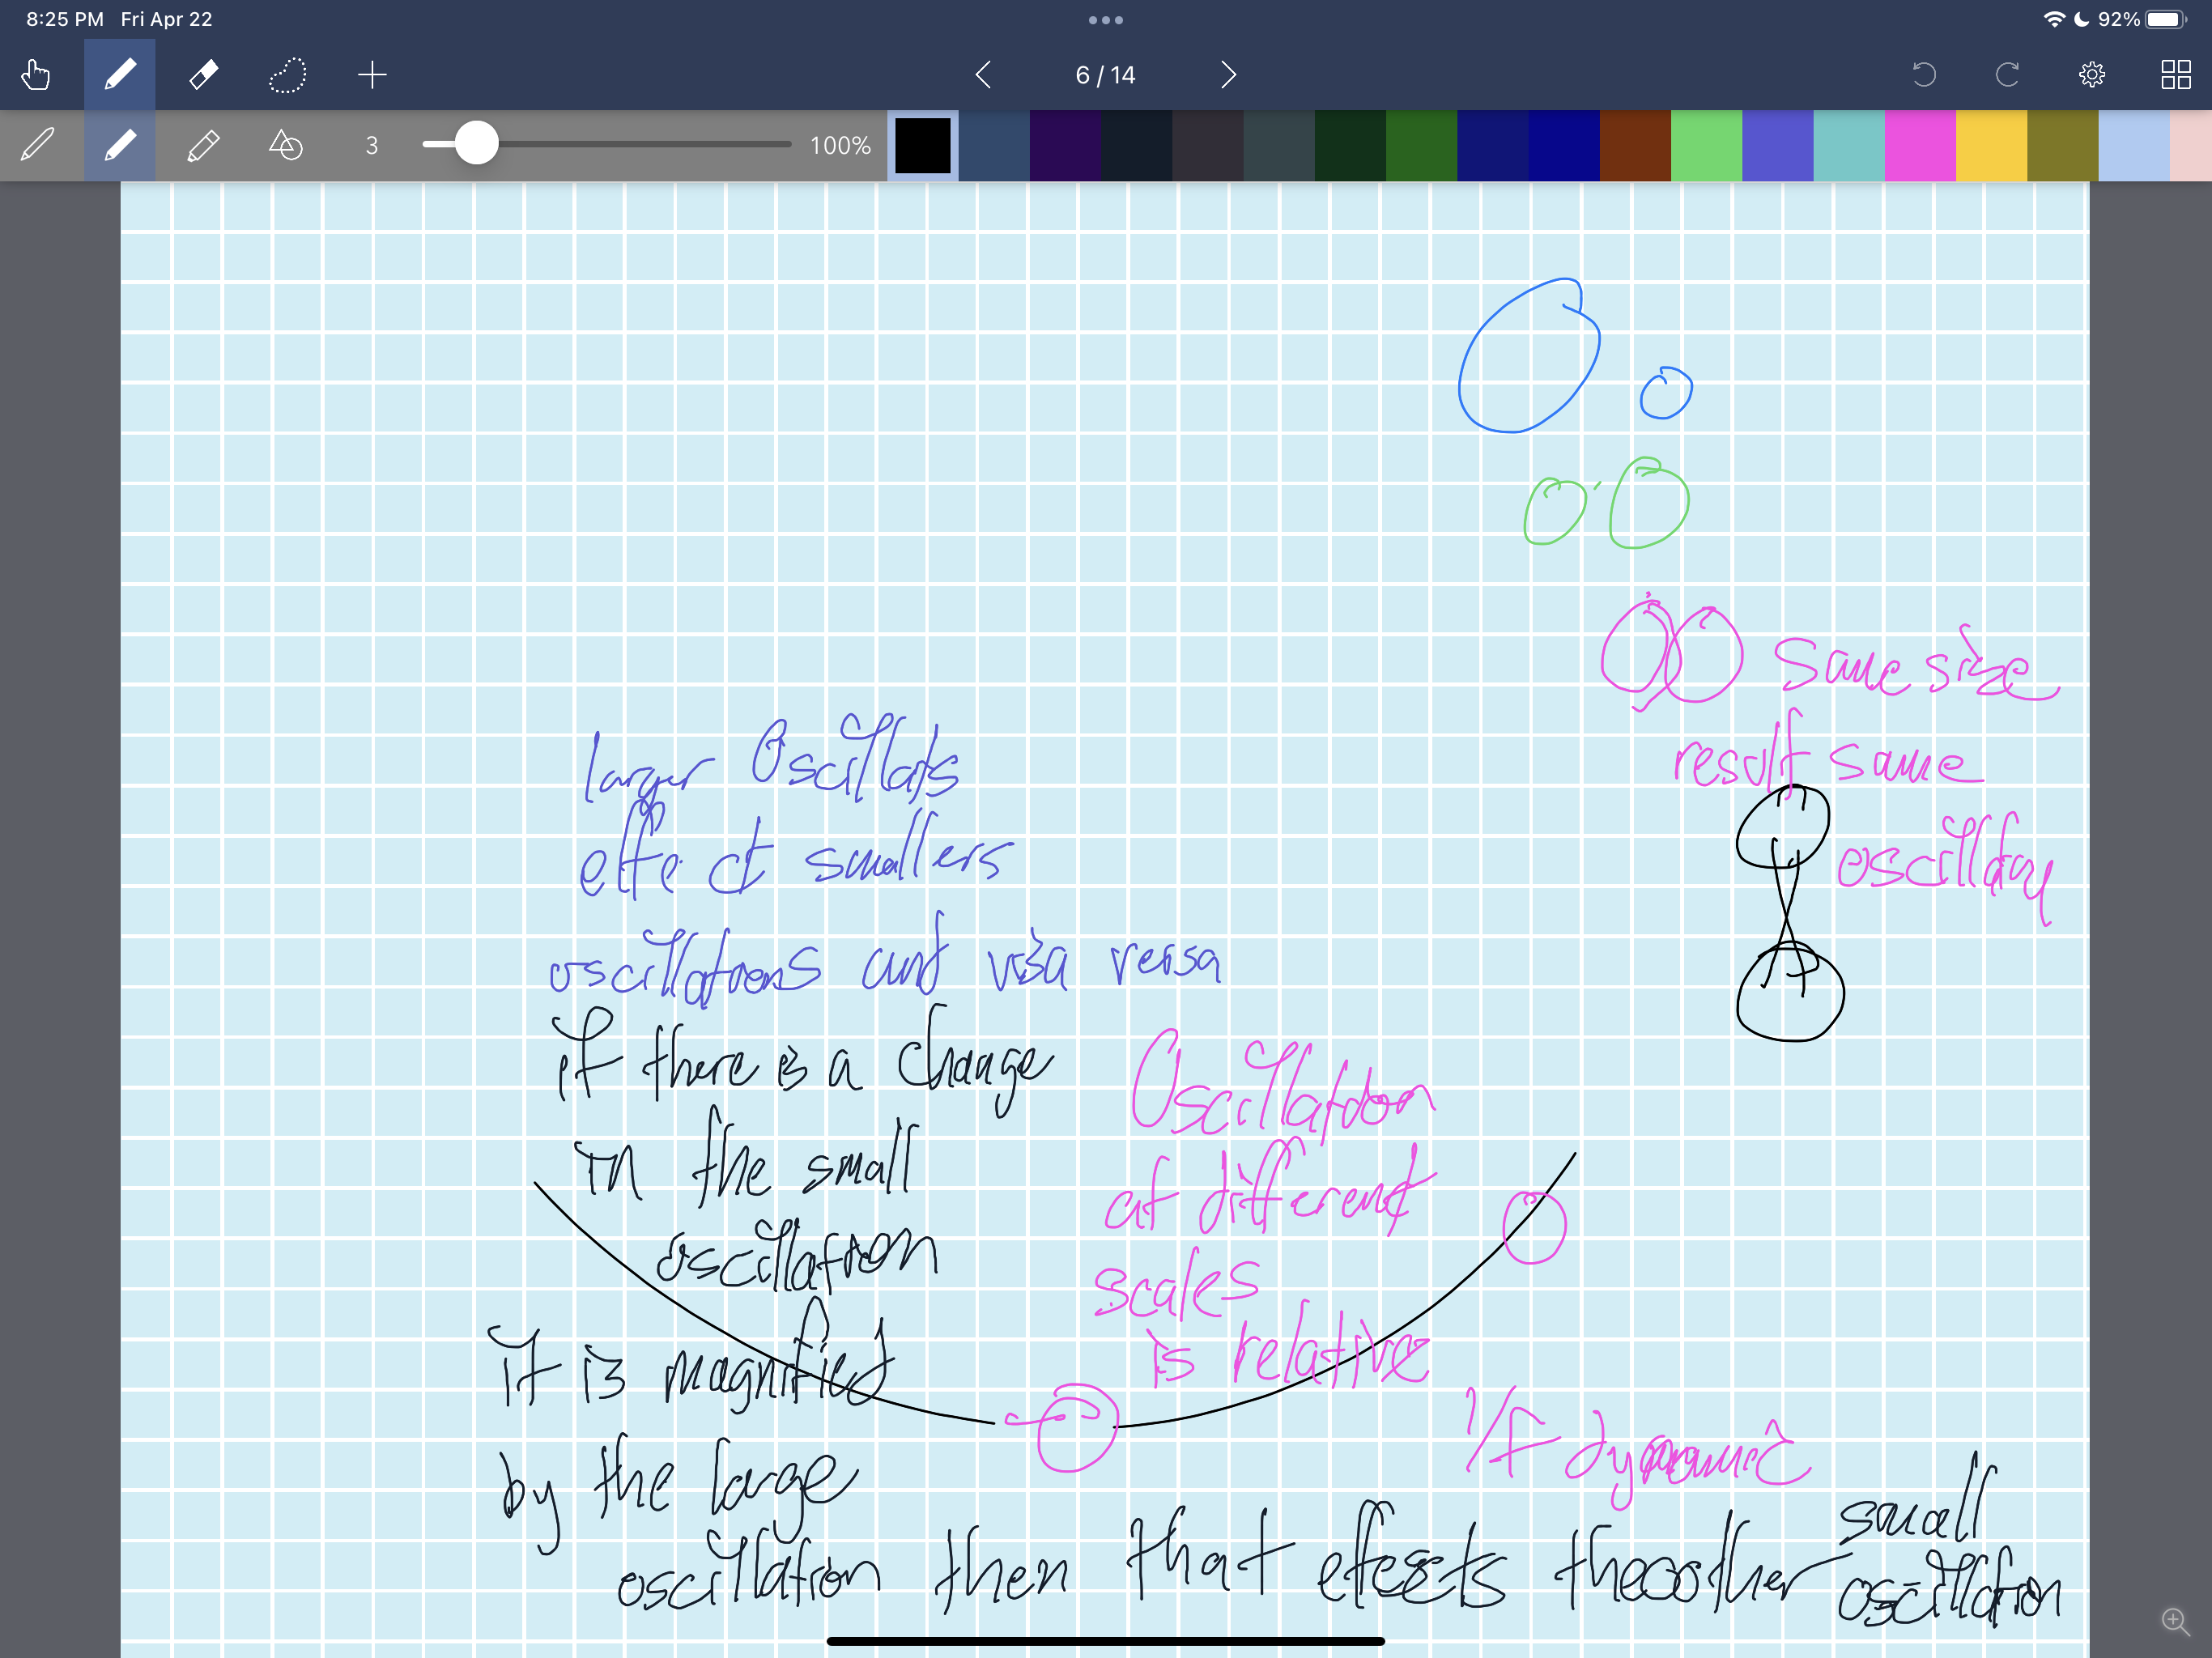 8:25 PM Fri Apr 22
92%
6 / 14
3
100%
Same size
result same
larger Oscillats
effect smallers
oscillations and visa versa
if there is a change
in the small
oscillation
It is magnified
by the large
oscillation then that effects the other small
oscillation
Oscillation
at different
scales
is relative
1/f dynamic